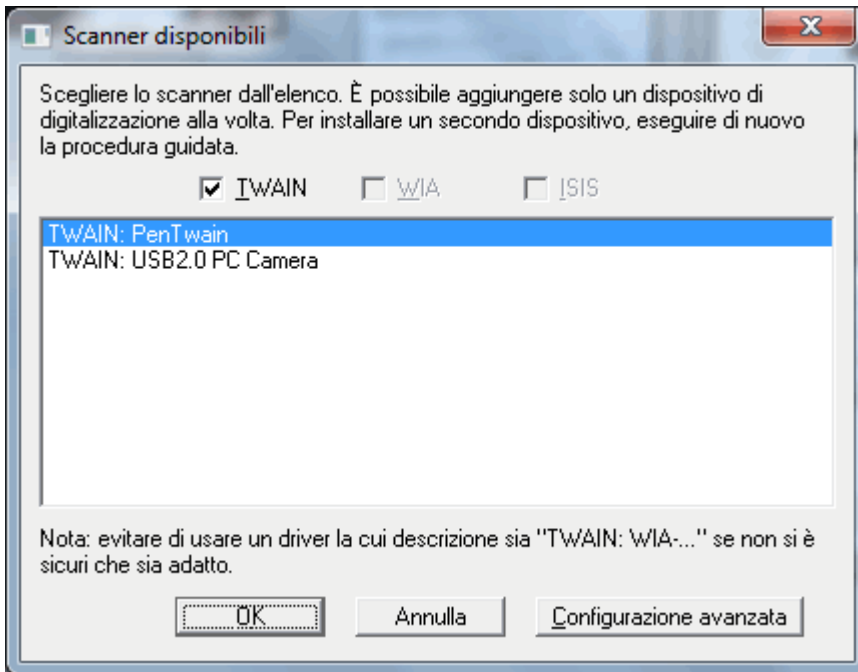 Scanner disponibili
Scegliere lo scanner dall'elenco. È possibile aggiungere solo un dispositivo di
digitalizzazione alla volta. Per installare un secondo dispositivo, eseguire di nuovo
la procedura guidata.
TWAIN WIA ISIS
TWAIN: PenTwain
TWAIN: USB2.0 PC Camera
Nota: evitare di usare un driver la cui descrizione sia "TWAIN: WIA-..." se non si è
sicuri che sia adatto.
OK Annulla Configurazione avanzata